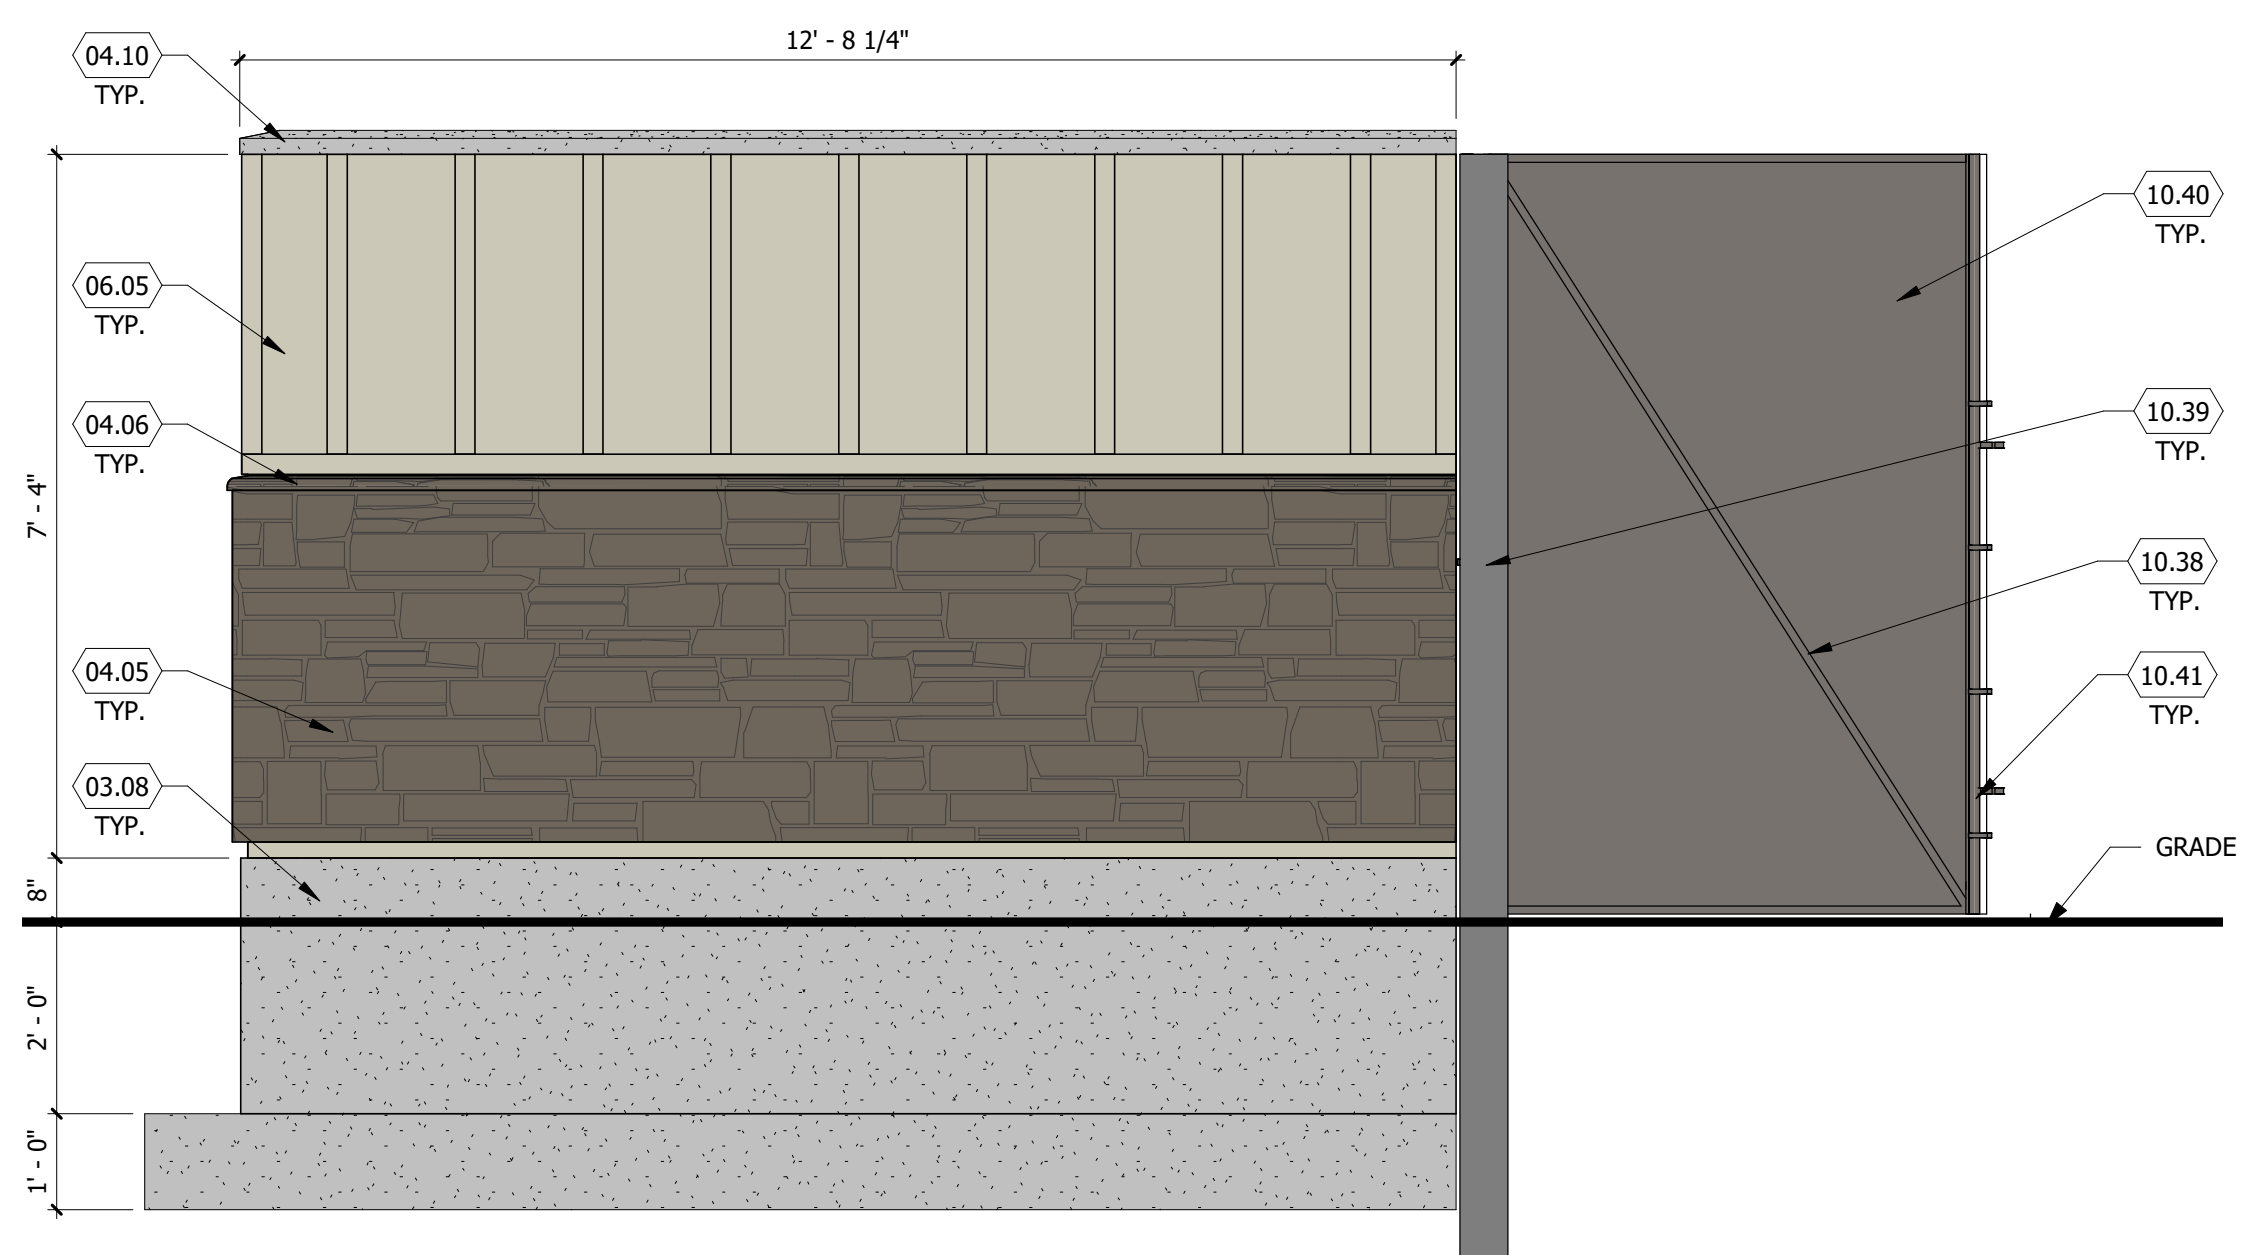 12' - 8 1/4"
04.10
TYP.
06.05
TYP.
04.06
TYP.
04.05
TYP.
03.08
TYP.
7' - 4"
8"
2' - 0"
1' - 0"
10.40
TYP.
10.39
TYP.
10.38
TYP.
10.41
TYP.
GRADE